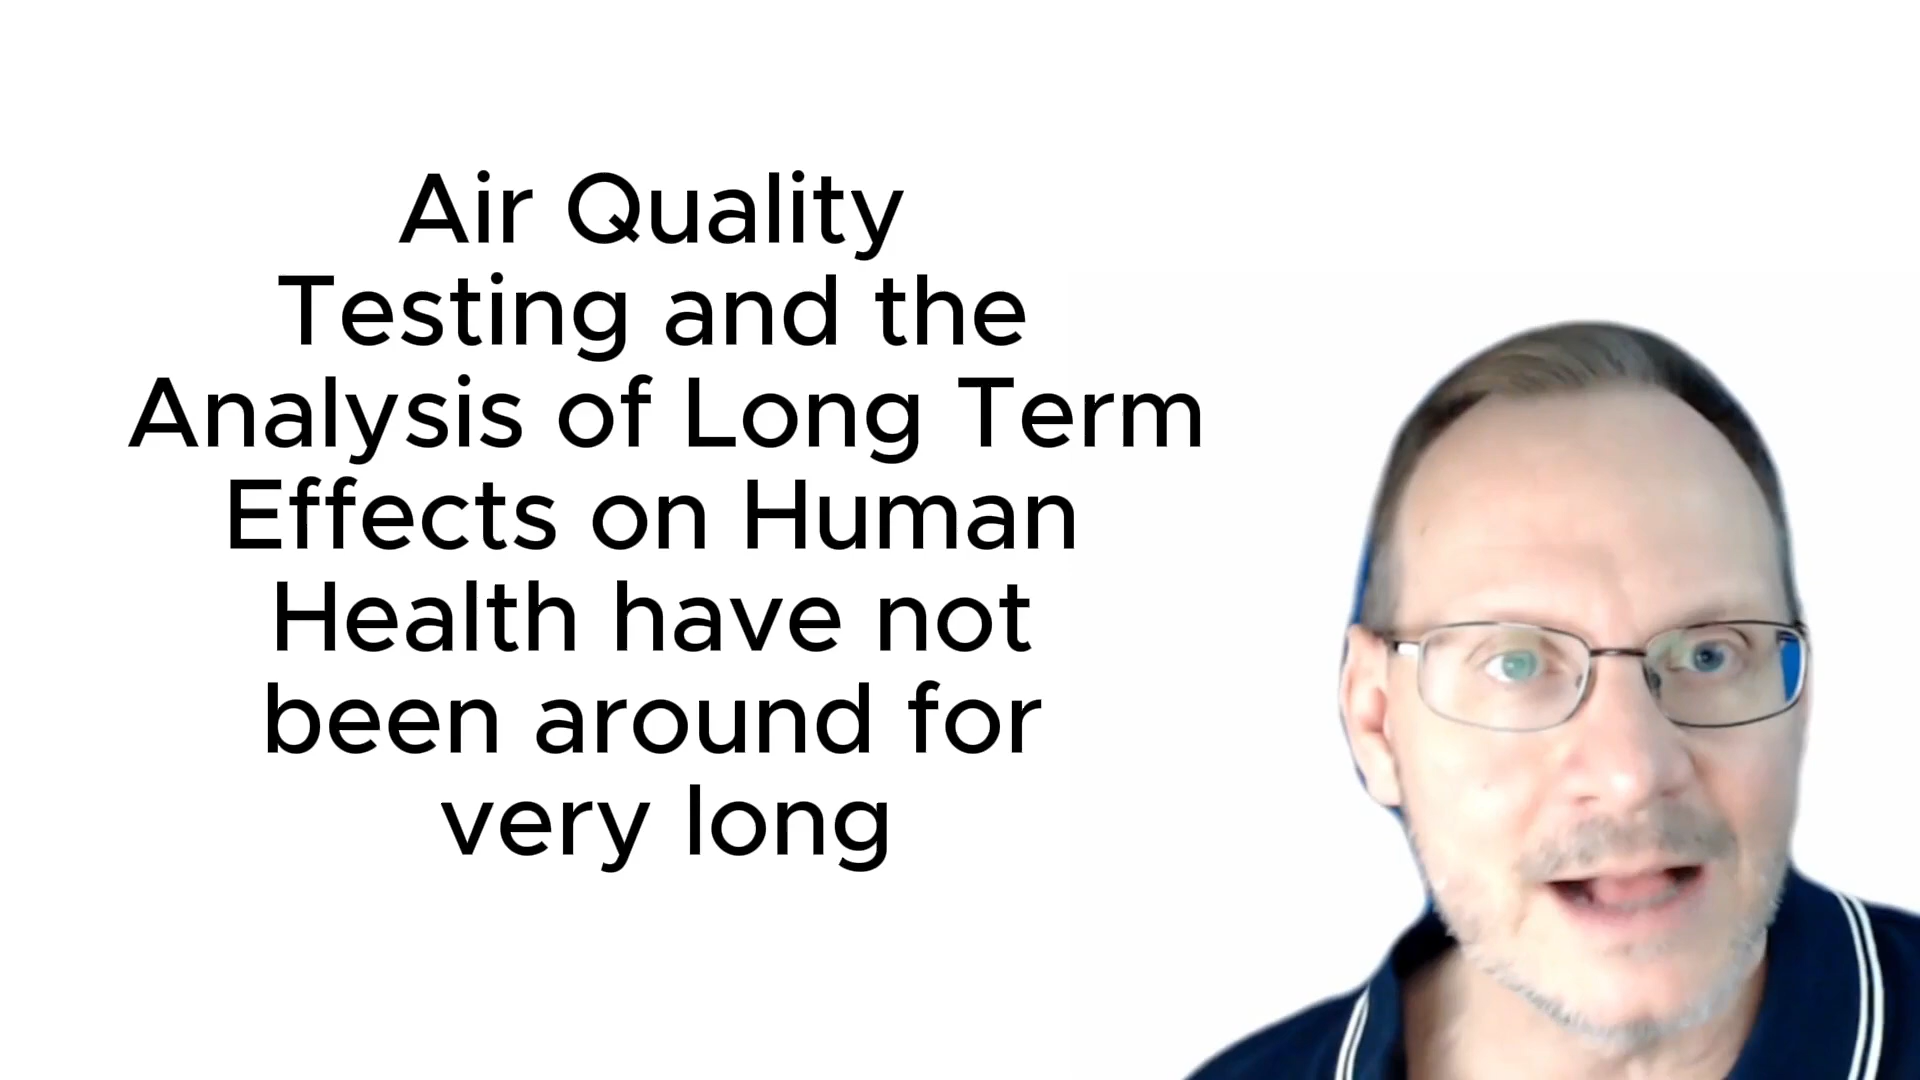 Air Quality
Testing and the
Analysis of Long Term
Effects on Human
Health have not
been around for
very long